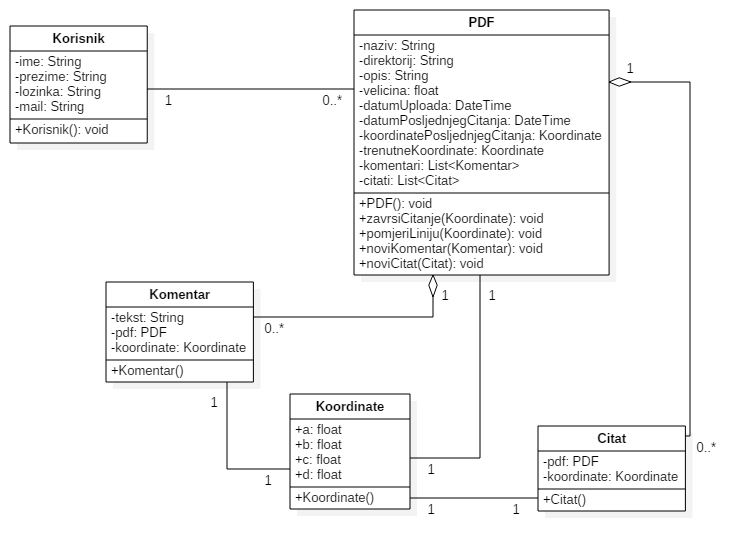 Korisnik
-ime: String
-prezime: String
-lozinka: String
-mail: String
+Korisnik(): void
1
0..*
PDF
-naziv: String
-direktorij: String
-opis: String
-velicina: float
-datumUploada: DateTime
-datumPosljednjegCitanja: DateTime
-koordinatePosljednjegCitanja: Koordinate
-trenutneKoordinate: Koordinate
-komentari: List<Komentar>
-citati: List<Citat>
+PDF(): void
+zavrsiCitanje(Koordinate): void
+pomjeriLiniju(Koordinate): void
+noviKomentar(Komentar): void
+noviCitat(Citat): void
1
1
1
Komentar
-tekst: String
-pdf: PDF
-koordinate: Koordinate
+Komentar()
0..*
1
1
Koordinate
+a: float
+b: float
+c: float
+d: float
+Koordinate()
1
1
1
Citat
-pdf: PDF
-koordinate: Koordinate
+Citat()
0..*